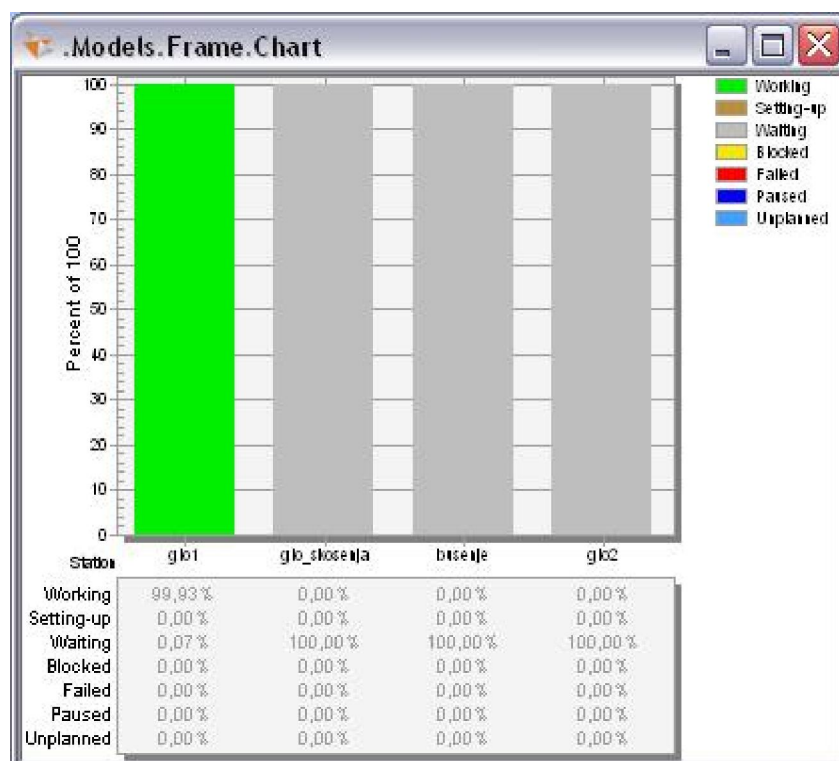 .Models.Frame.Chart
Working
Setting-up
Waiting
Blocked
Failed
Paused
Unplanned
Percent of 100
100
90
80
70
60
50
40
30
20
10
0
Station glo1 glo_skosenja busenje glo2
Working 99,93% 0,00% 0,00% 0,00%
Setting-up 0,00% 0,00% 0,00% 0,00%
Waiting 0,07% 100,00% 100,00% 100,00%
Blocked 0,00% 0,00% 0,00% 0,00%
Failed 0,00% 0,00% 0,00% 0,00%
Paused 0,00% 0,00% 0,00% 0,00%
Unplanned 0,00% 0,00% 0,00% 0,00%